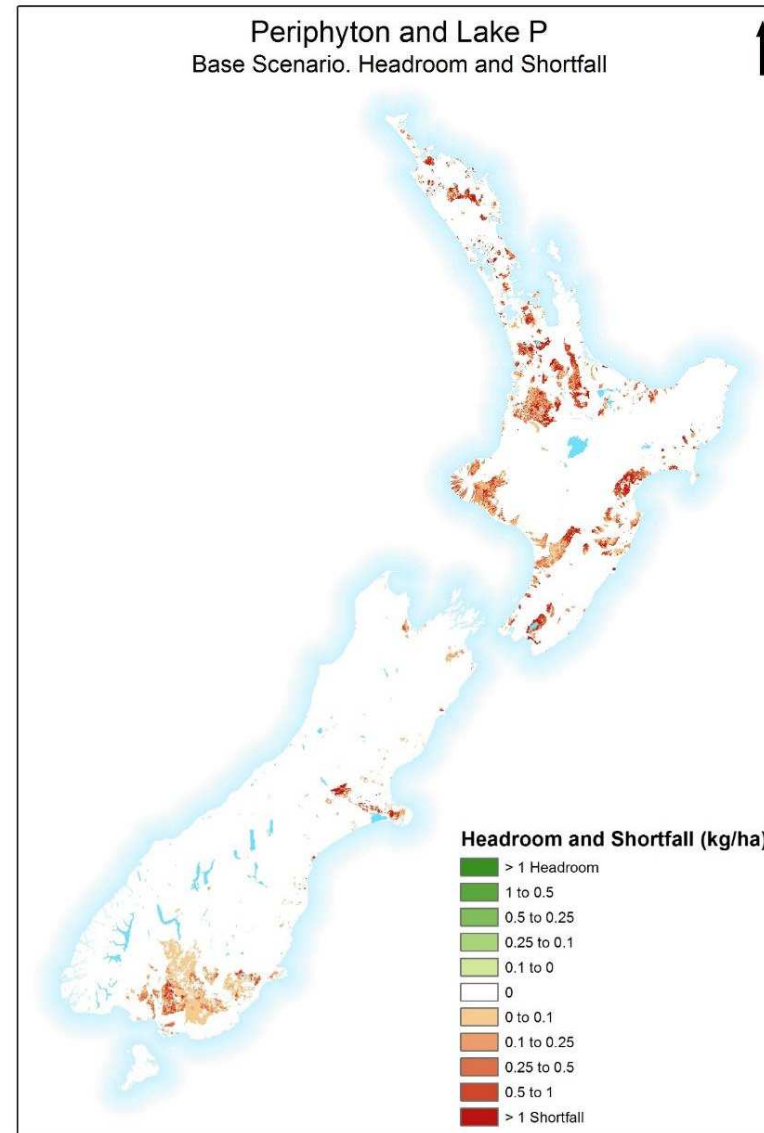 Periphyton and Lake P
Base Scenario. Headroom and Shortfall
Headroom and Shortfall (kg/ha)
> 1 Headroom
1 to 0.5
0.5 to 0.25
0.25 to 0.1
0.1 to 0
0
0 to 0.1
0.1 to 0.25
0.25 to 0.5
0.5 to 1
> 1 Shortfall